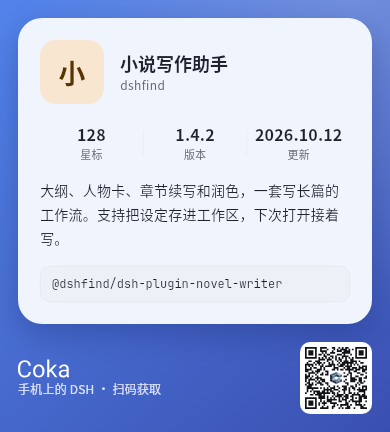 小
小说写作助手
dshfind
128
星标
1.4.2
版本
2026.10.12
更新
大纲、人物卡、章节续写和润色，一套写长篇的
工作流。支持把设定存进工作区，下次打开接着
写。
@dshfind/dsh-plugin-novel-writer
Coka
手机上的 DSH · 扫码获取